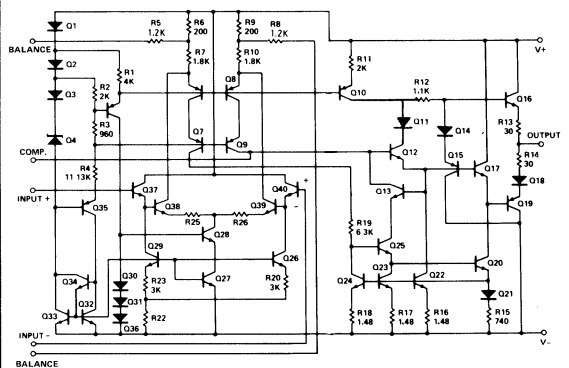 Q1
R5
1.2K
R6
200
R9
200
R8
1.2K
V+
BALANCE
Q2
R1
4K
R7
1.8K
Q8
R10
1.8K
R11
2K
Q10
R12
1.1K
Q16
Q3
R2
2K
R3
960
Q11
Q14
R13
30
OUTPUT
Q4
Q7
Q9
Q12
Q15
Q17
R14
30
COMP.
Q18
R4
11 13K
Q19
INPUT +
Q35
Q37
Q38
Q39
Q40
+
-
Q13
R25
R26
R19
6 3K
Q25
Q28
Q29
Q26
Q34
Q30
R23
3K
Q27
R20
3K
Q24
Q23
Q22
Q20
Q33
Q32
Q31
Q21
Q36
R22
R18
1.48
R17
1.48
R16
1.48
R15
740
INPUT -
V-
BALANCE